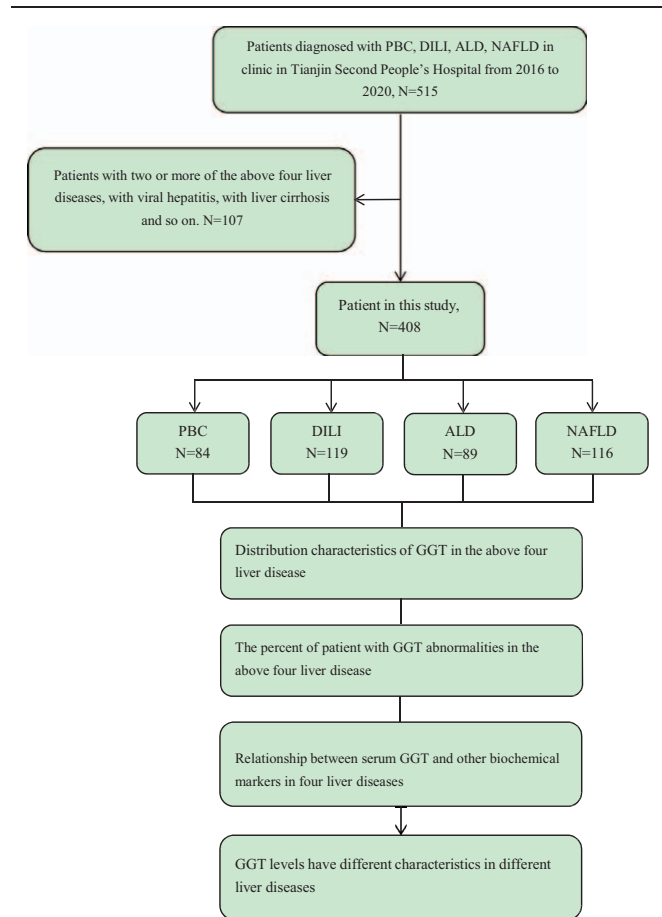 Patients diagnosed with PBC, DILI, ALD, NAFLD in
clinic in Tianjin Second People's Hospital from 2016 to
2020, N=515
Patients with two or more of the above four liver
diseases, with viral hepatitis, with liver cirrhosis
and so on. N=107
Patient in this study,
N=408
PBC
N=84
DILI
N=119
ALD
N=89
NAFLD
N=116
Distribution characteristics of GGT in the above four
liver disease
The percent of patient with GGT abnormalities in the
above four liver disease
Relationship between serum GGT and other biochemical
markers in four liver diseases
GGT levels have different characteristics in different
liver diseases